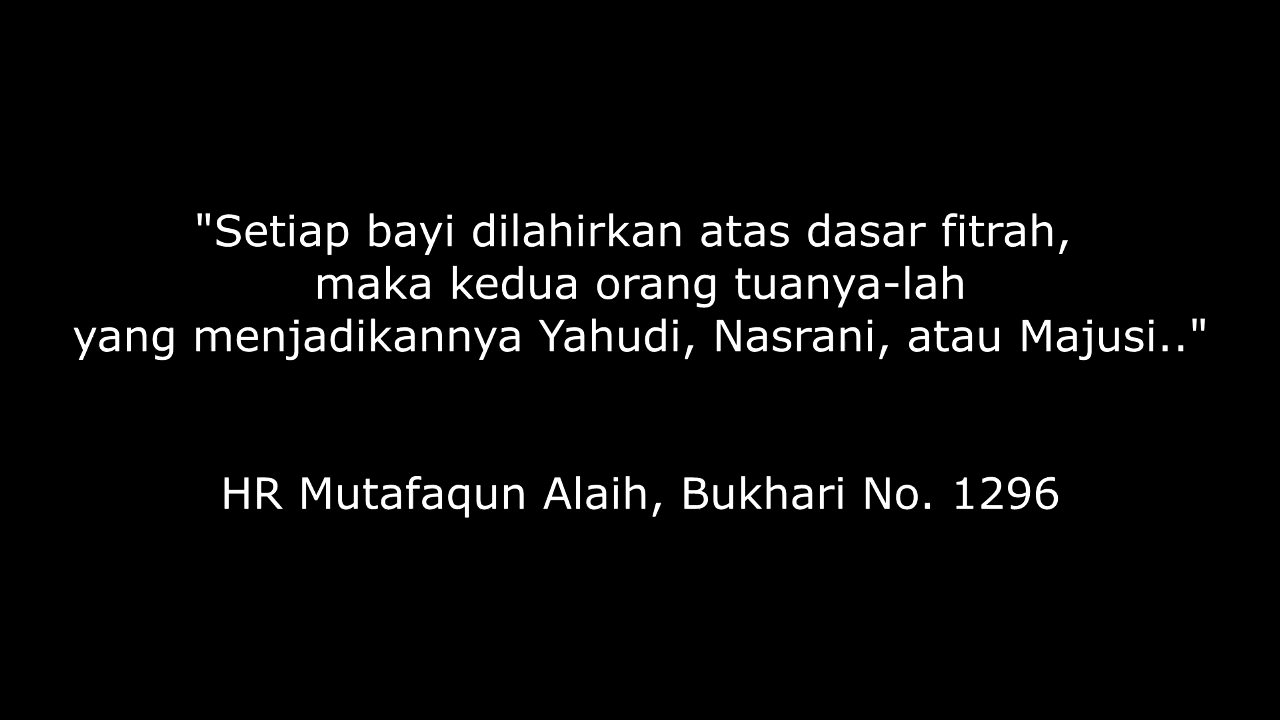 "Setiap bayi dilahirkan atas dasar fitrah,
maka kedua orang tuanya-lah
yang menjadikannya Yahudi, Nasrani, atau Majusi.."
HR Mutafaqun Alaih, Bukhari No. 1296